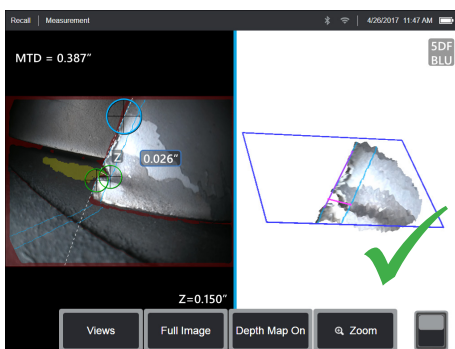 Recall | Measurement
4/26/2017 11:47 AM
MTD = 0.387"
5DF
BLU
Z
0.026"
Z=0.150"
Views
Full Image
Depth Map On
Zoom